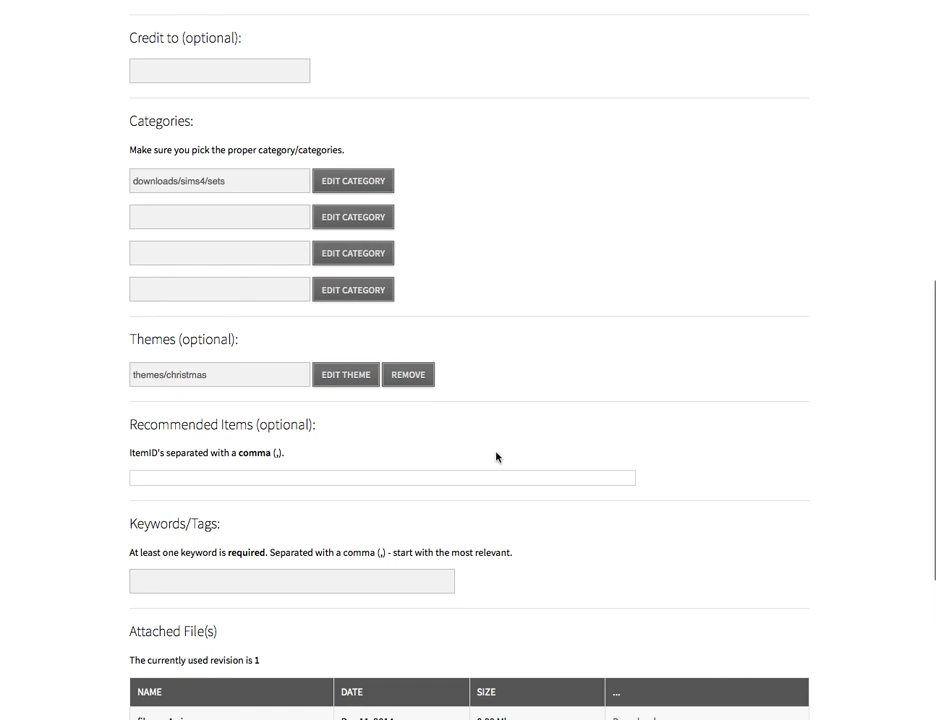 Credit to (optional):
Categories:
Make sure you pick the proper category/categories.
downloads/sims4/sets EDIT CATEGORY
EDIT CATEGORY
EDIT CATEGORY
EDIT CATEGORY
Themes (optional):
themes/christmas EDIT THEME REMOVE
Recommended Items (optional):
ItemID's separated with a comma (,).
Keywords/Tags:
At least one keyword is required. Separated with a comma (,) - start with the most relevant.
Attached File(s)
The currently used revision is 1
NAME DATE SIZE ...